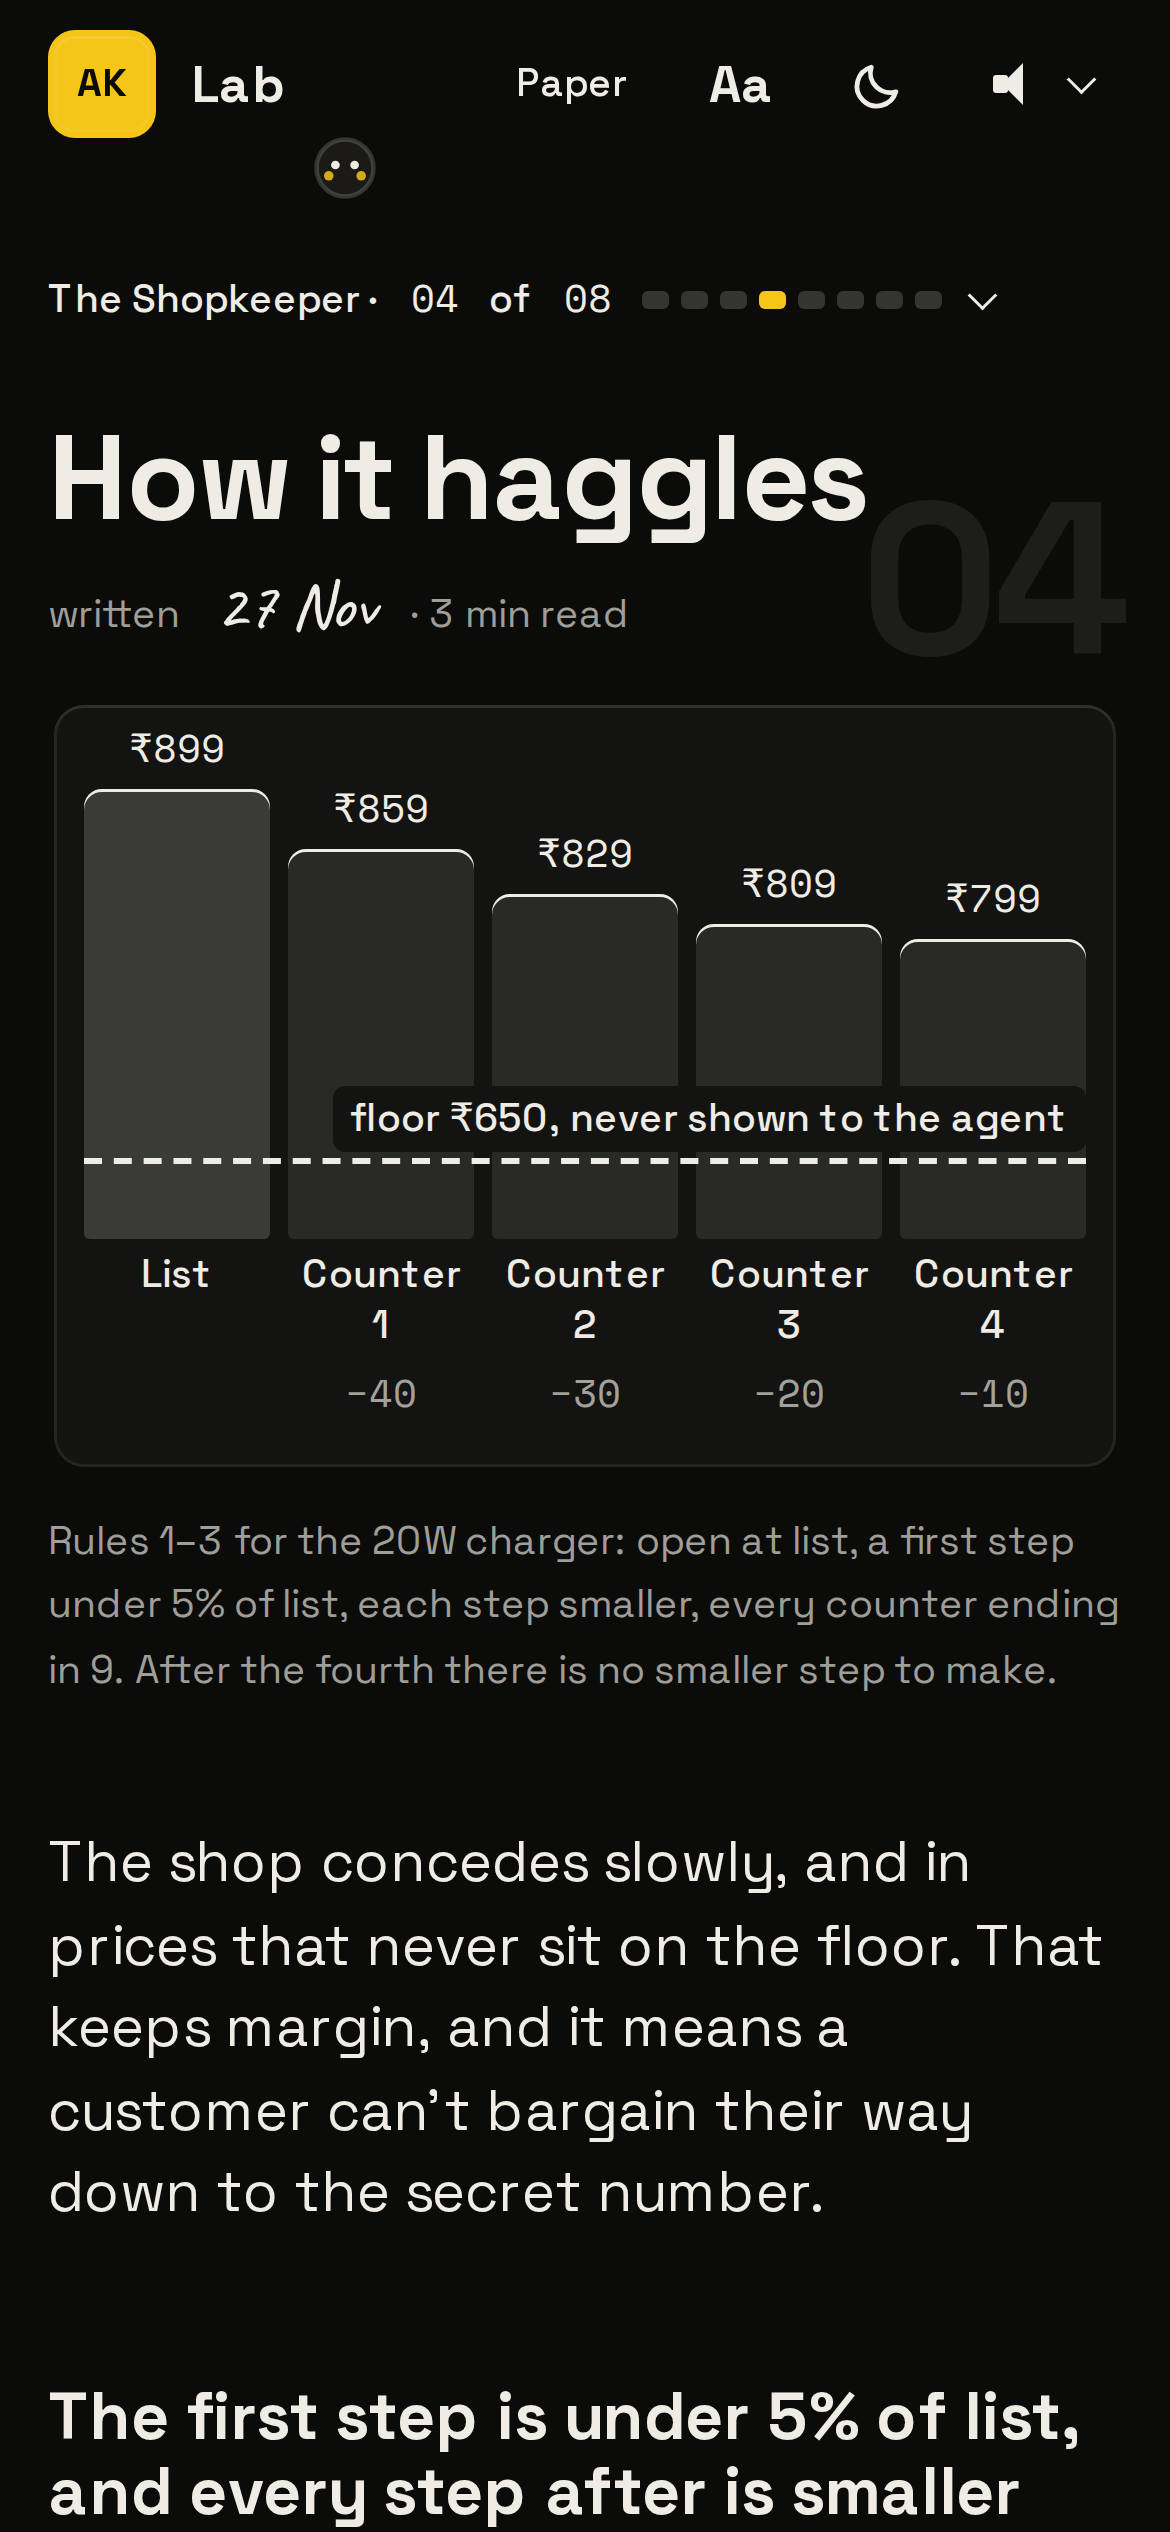 AK Lab Paper Aa
The Shopkeeper · 04 of 08
How it haggles
04
written 27 Nov · 3 min read
₹899
₹859
₹829
₹809
₹799
floor ₹650, never shown to the agent
List Counter 1 Counter 2 Counter 3 Counter 4
−40 −30 −20 −10
Rules 1–3 for the 20W charger: open at list, a first step
under 5% of list, each step smaller, every counter ending
in 9. After the fourth there is no smaller step to make.
The shop concedes slowly, and in
prices that never sit on the floor. That
keeps margin, and it means a
customer can’t bargain their way
down to the secret number.
The first step is under 5% of list,
and every step after is smaller